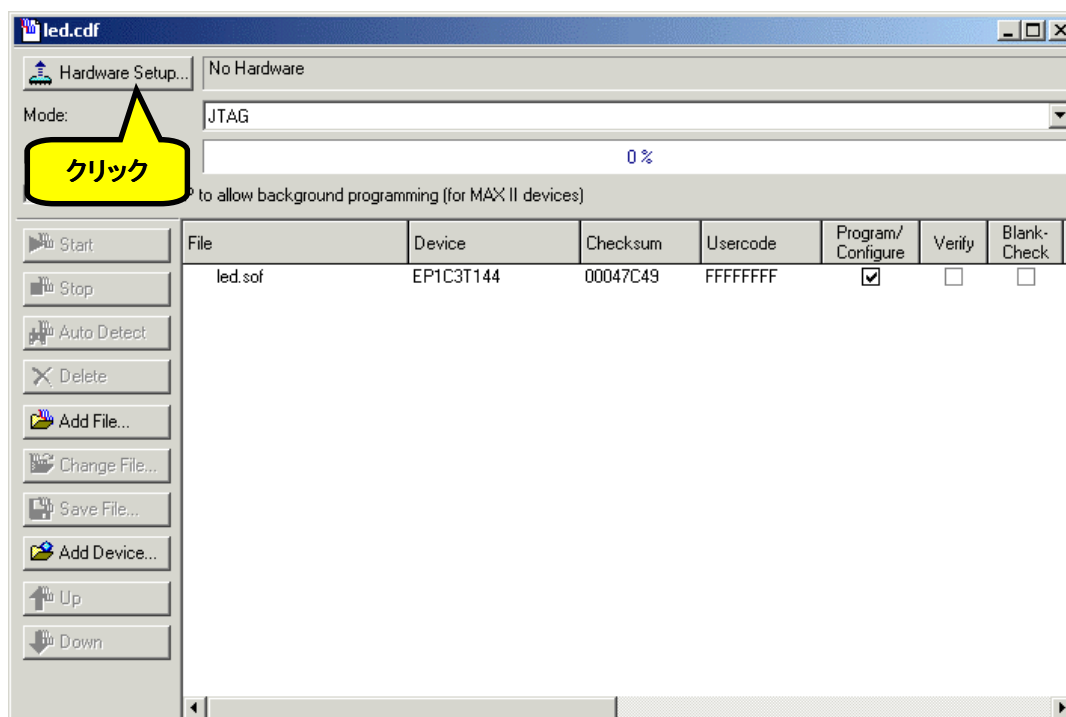 led.cdf
Hardware Setup... No Hardware
Mode: JTAG
クリック
0 %
to allow background programming (for MAX II devices)
File Device Checksum Usercode Program/ Configure Verify Blank- Check
led.sof EP1C3T144 00047C49 FFFFFFFF
Start
Stop
Auto Detect
Delete
Add File...
Change File...
Save File...
Add Device...
Up
Down